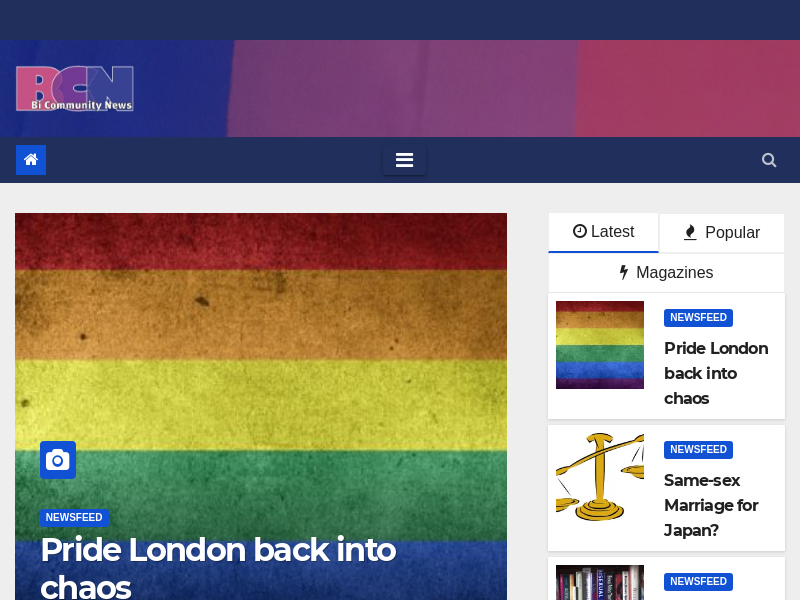 BCN
Bi Community News
Latest
Popular
Magazines
NEWSFEED
Pride London
back into
chaos
NEWSFEED
Same-sex
Marriage for
Japan?
NEWSFEED
NEWSFEED
Pride London back into
chaos